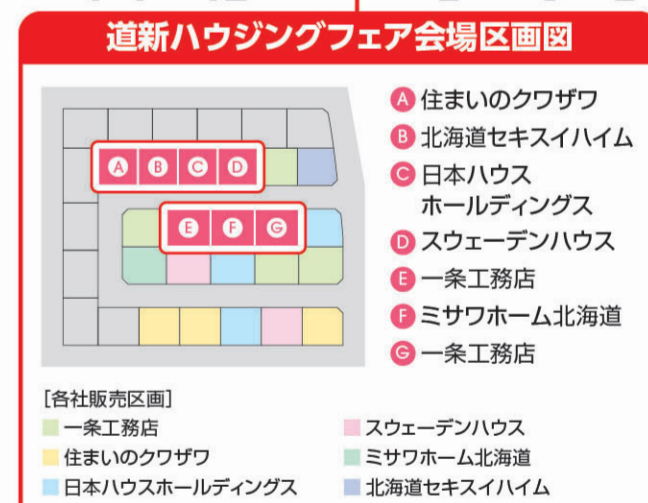 道新ハウジングフェア会場区画図
A B C D
E F G
A 住まいのクワザワ
B 北海道セキスイハイム
C 日本ハウス
ホールディングス
D スウェーデンハウス
E 一条工務店
F ミサワホーム北海道
G 一条工務店
[各社販売区画]
一条工務店
住まいのクワザワ
日本ハウスホールディングス
スウェーデンハウス
ミサワホーム北海道
北海道セキスイハイム